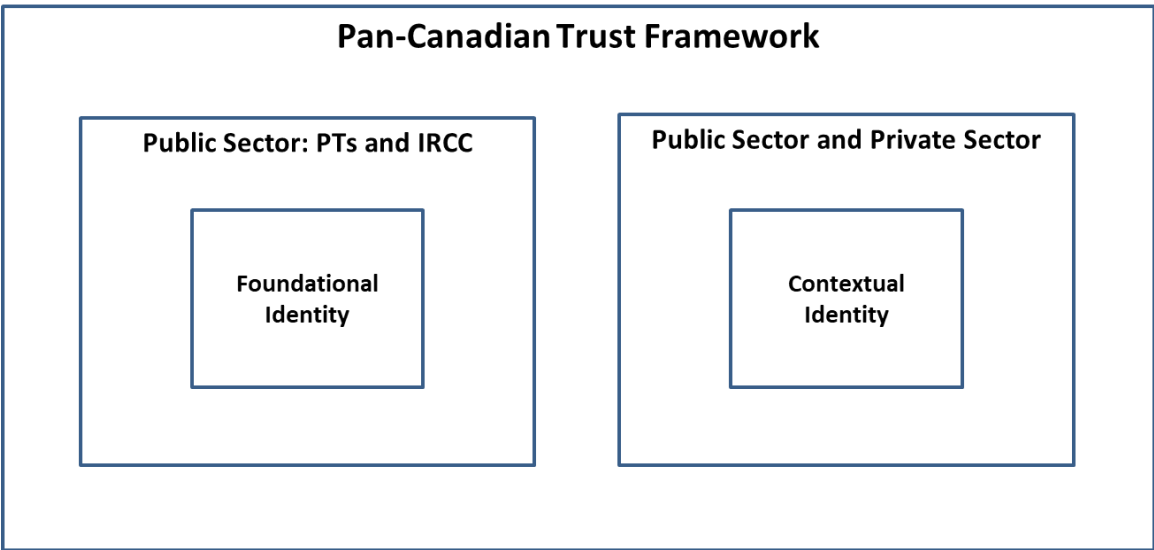 Pan-Canadian Trust Framework
Public Sector: PTs and IRCC
Foundational
Identity
Public Sector and Private Sector
Contextual
Identity